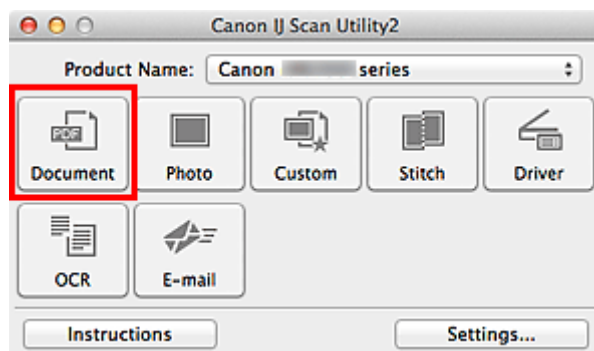 Canon IJ Scan Utility2
Product Name: Canon series
PDF
Document Photo Custom Stitch Driver
OCR E-mail
Instructions Settings...